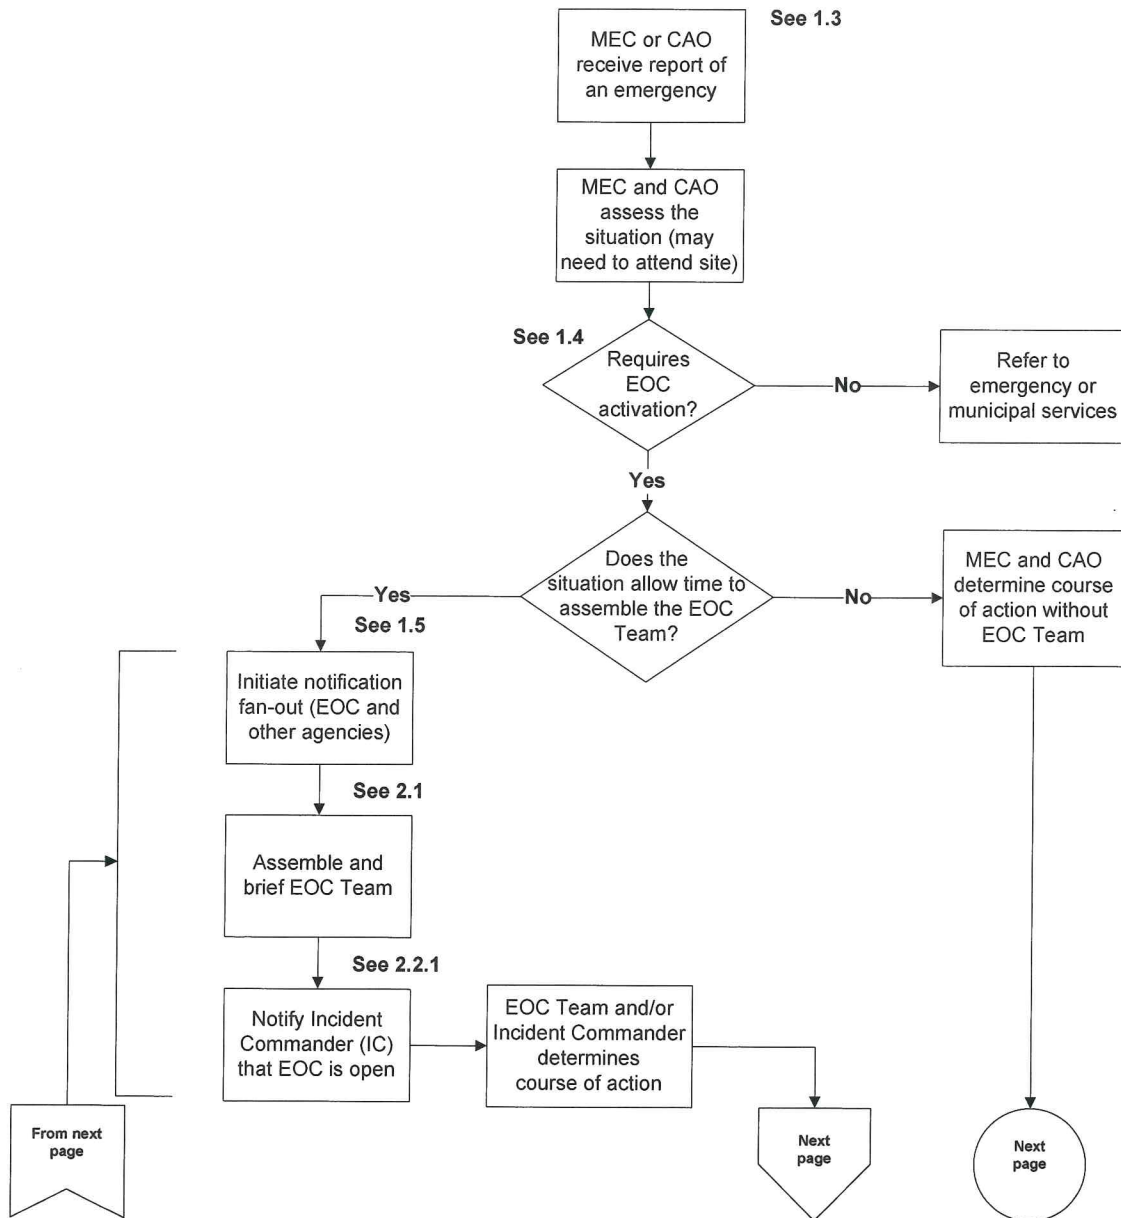 See 1.3
MEC or CAO
receive report of
an emergency
MEC and CAO
assess the
situation (may
need to attend site)
See 1.4
Requires
EOC
activation?
No
Refer to
emergency or
municipal services
Yes
Does the
situation allow time to
assemble the EOC
Team?
No
MEC and CAO
determine course
of action without
EOC Team
Yes
See 1.5
Initiate notification
fan-out (EOC and
other agencies)
See 2.1
Assemble and
brief EOC Team
See 2.2.1
Notify Incident
Commander (IC)
that EOC is open
EOC Team and/or
Incident Commander
determines
course of action
From next
page
Next
page
Next
page